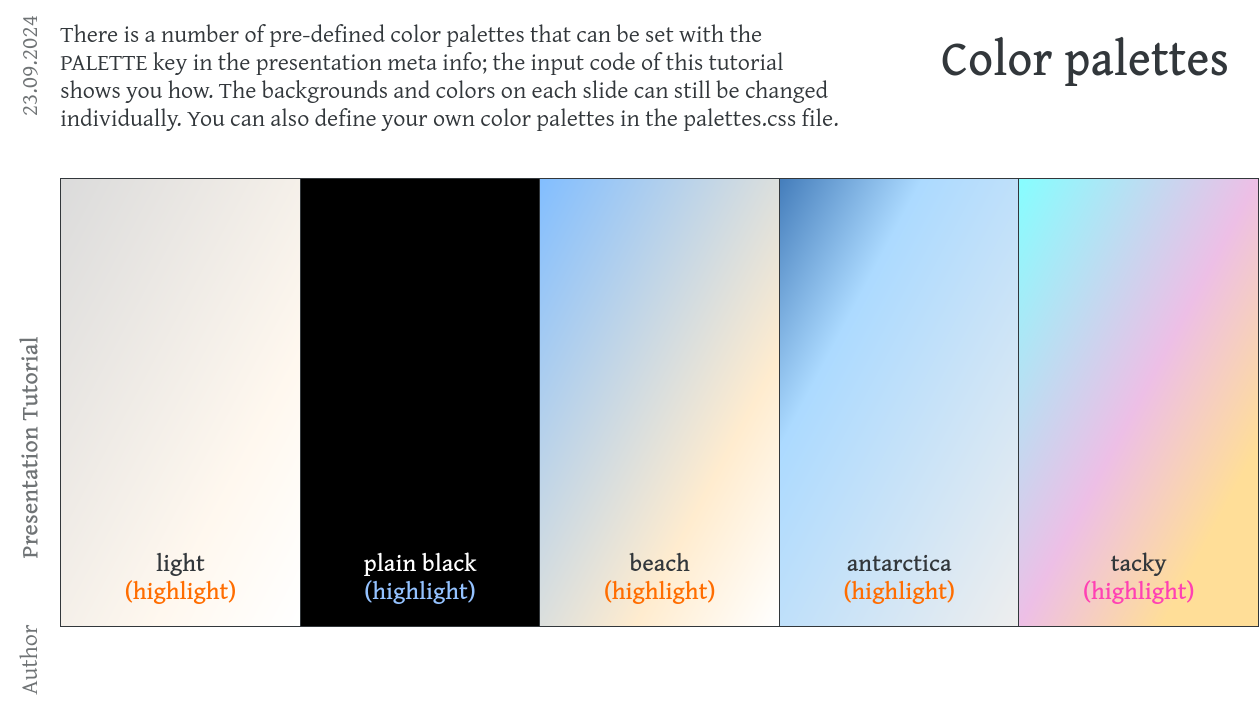 23.09.2024
Presentation Tutorial
Author
Color palettes
There is a number of pre-defined color palettes that can be set with the
PALETTE key in the presentation meta info; the input code of this tutorial
shows you how. The backgrounds and colors on each slide can still be changed
individually. You can also define your own color palettes in the palettes.css file.
light
(highlight)
plain black
(highlight)
beach
(highlight)
antarctica
(highlight)
tacky
(highlight)